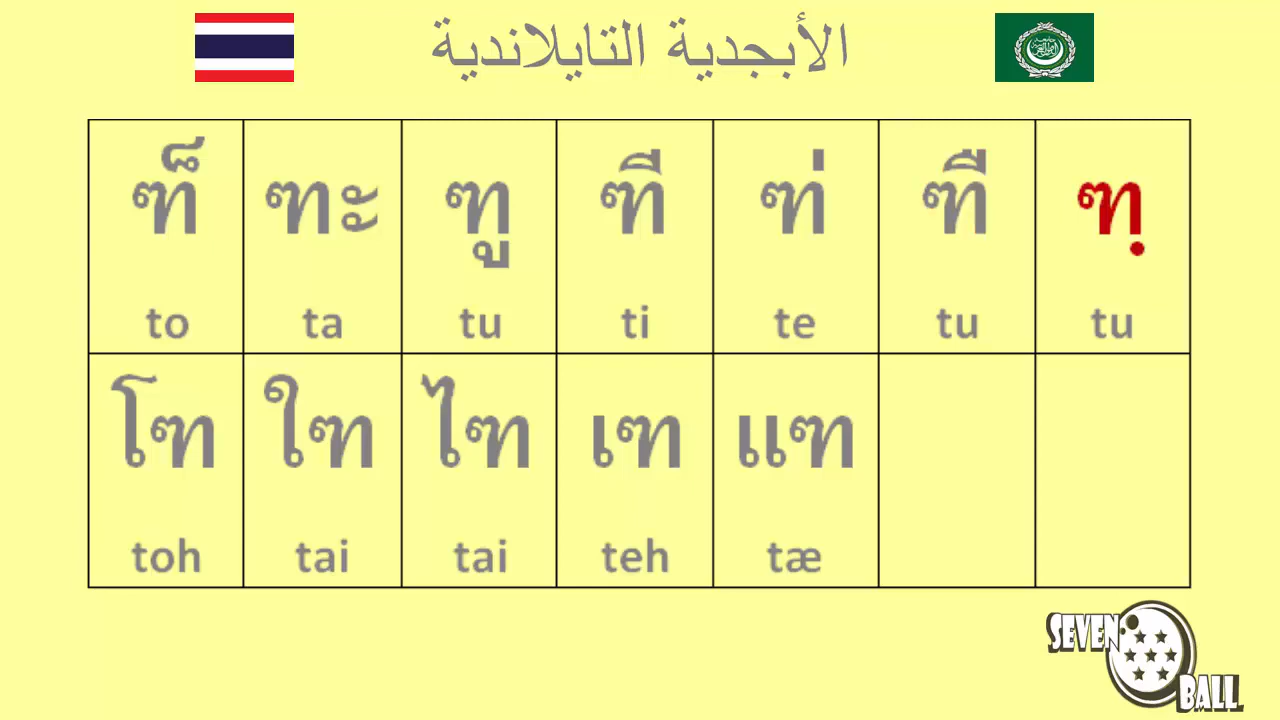 الأبجدية التايلاندية
ฑ็ ฑะ ฑู ฑี ฑ่ ฑื ฑฺ
to ta tu ti te tu tu
โฑ ใฑ ไฑ เฑ แฑ
toh tai tai teh tæ
SEVEN
BALL